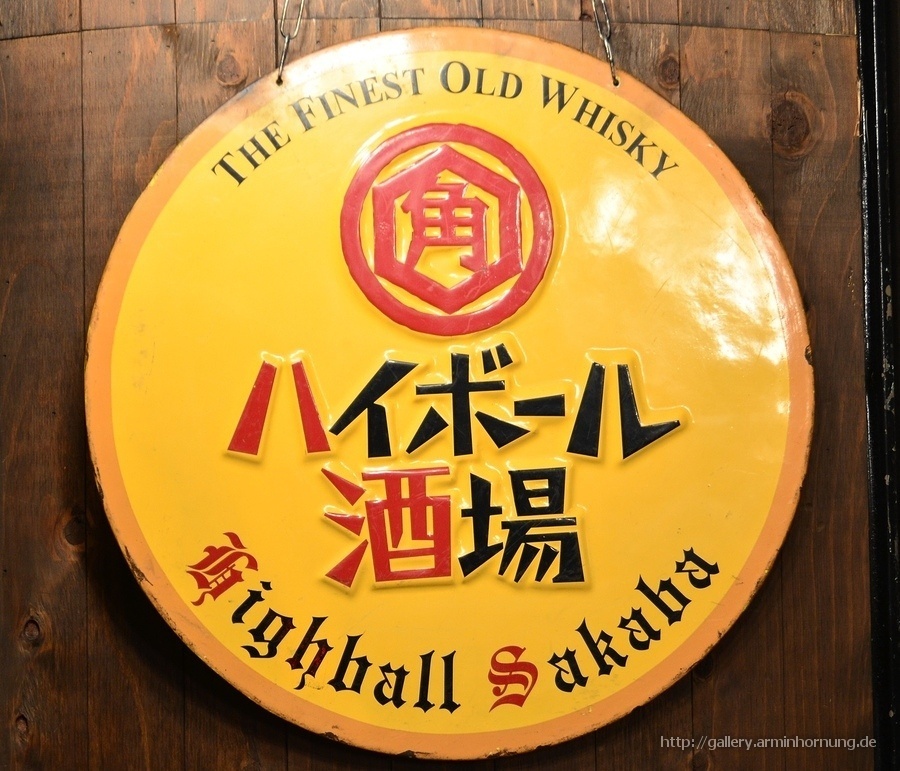 THE FINEST OLD WHISKY
角
ハイボール
酒場
Highball Sakaba
http://gallery.arminhornung.de